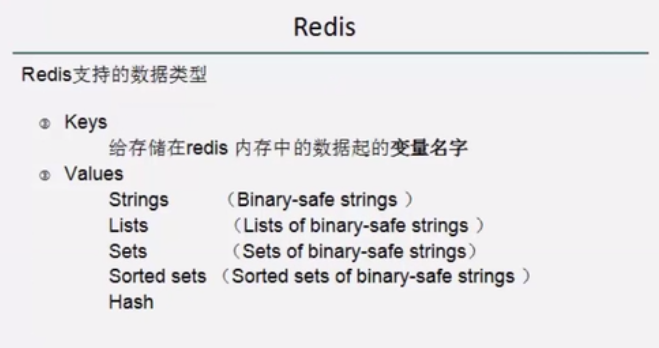 Redis
Redis支持的数据类型
① Keys
给存储在redis 内存中的数据起的变量名字
② Values
Strings （Binary-safe strings ）
Lists （Lists of binary-safe strings ）
Sets （Sets of binary-safe strings）
Sorted sets （Sorted sets of binary-safe strings ）
Hash